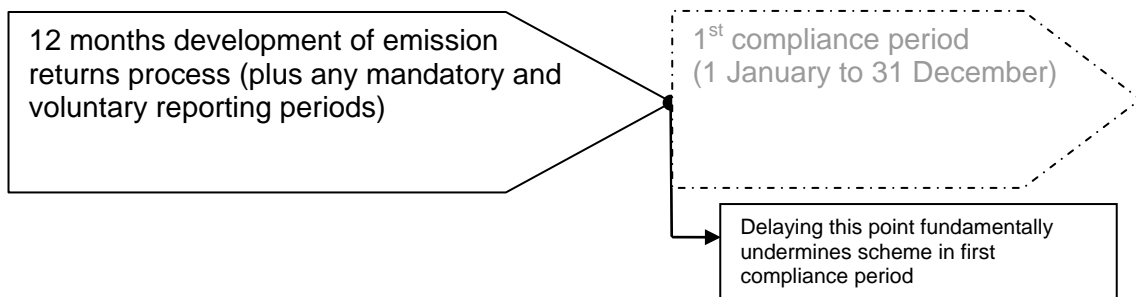 12 months development of emission
returns process (plus any mandatory and
voluntary reporting periods)
1st compliance period
(1 January to 31 December)
Delaying this point fundamentally
undermines scheme in first
compliance period